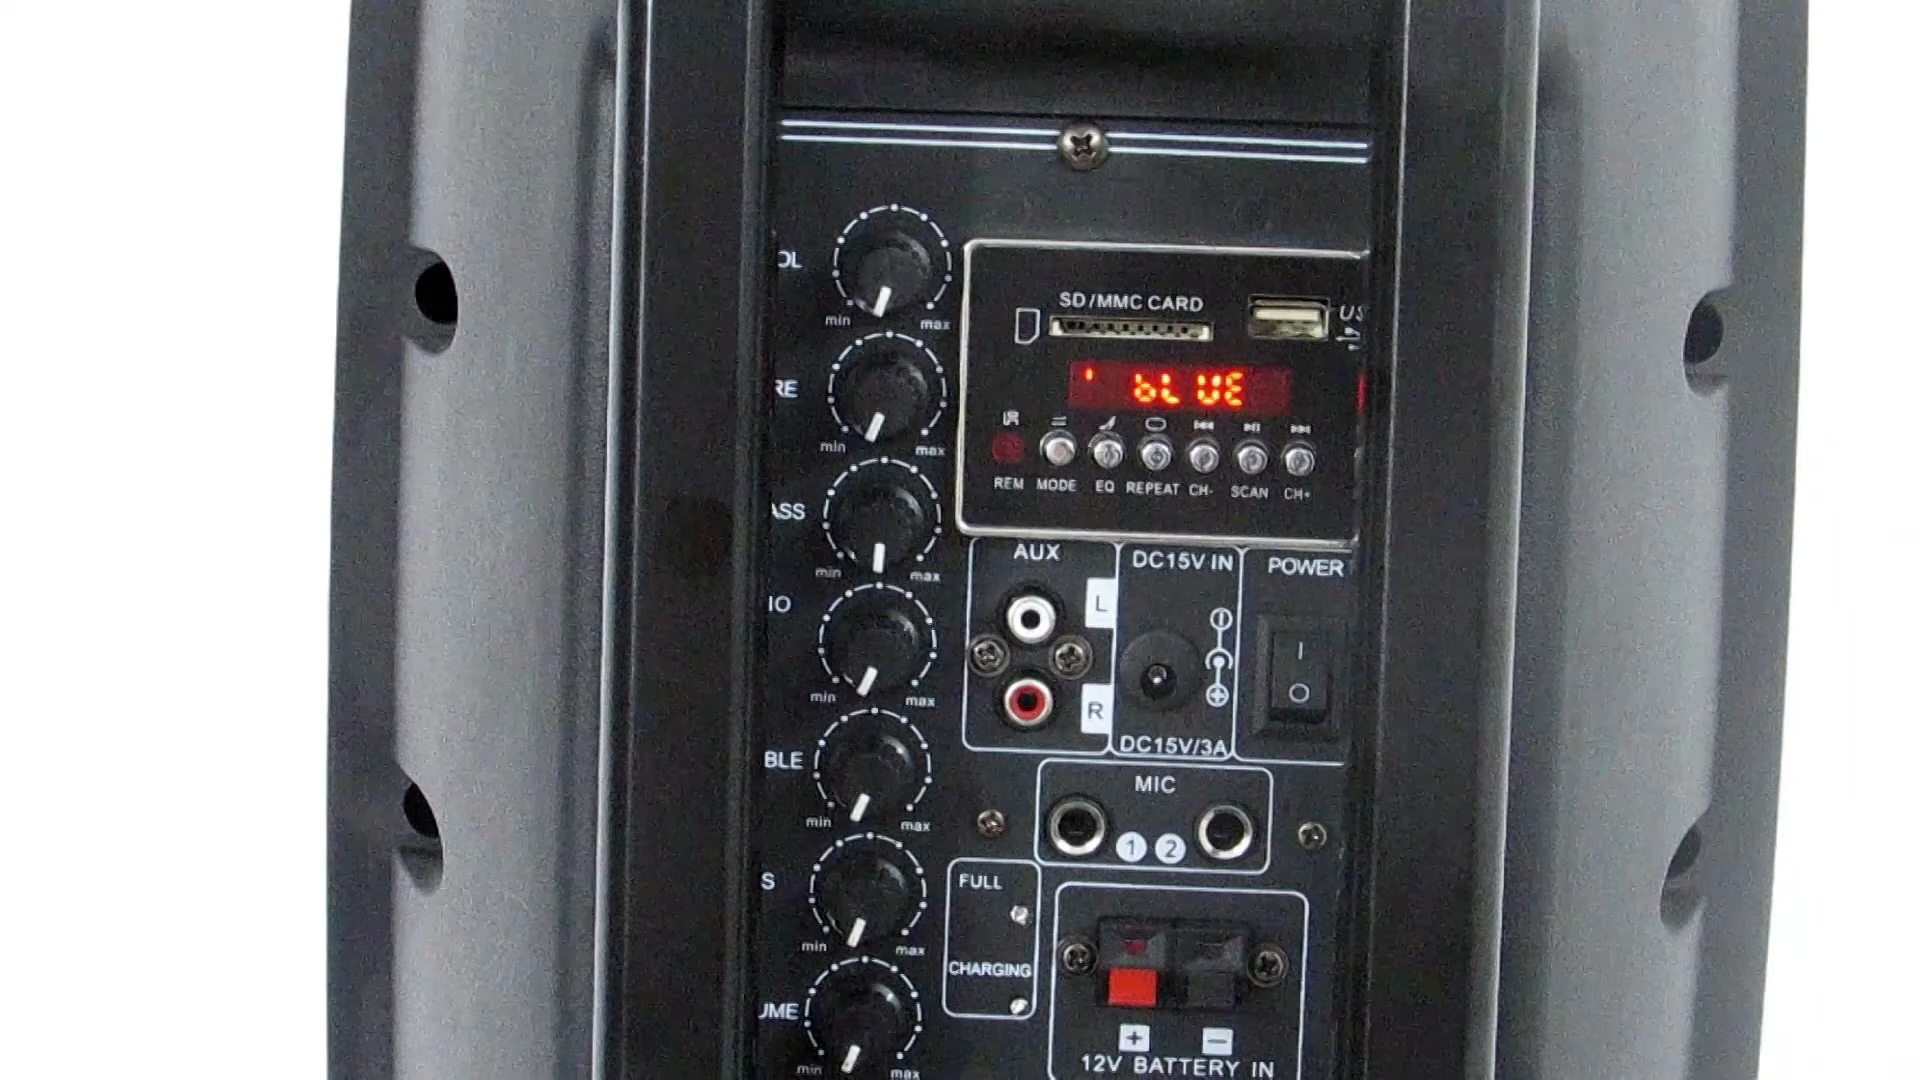 OL
min max
RE
min max
ASS
min max
IO
min max
BLE
min max
S
min max
UME
min max
SD/MMC CARD
US
bLUE
REM MODE EQ REPEAT CH- SCAN CH+
AUX
L
R
DC15V IN
DC15V/3A
POWER
I
O
MIC
1 2
FULL
CHARGING
+ −
12V BATTERY IN